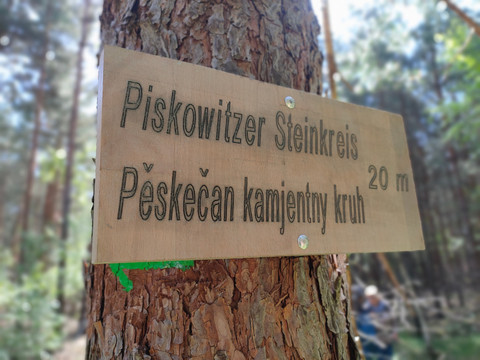 Piskowitzer Steinkreis
20 m
Pěskečan kamjentny kruh